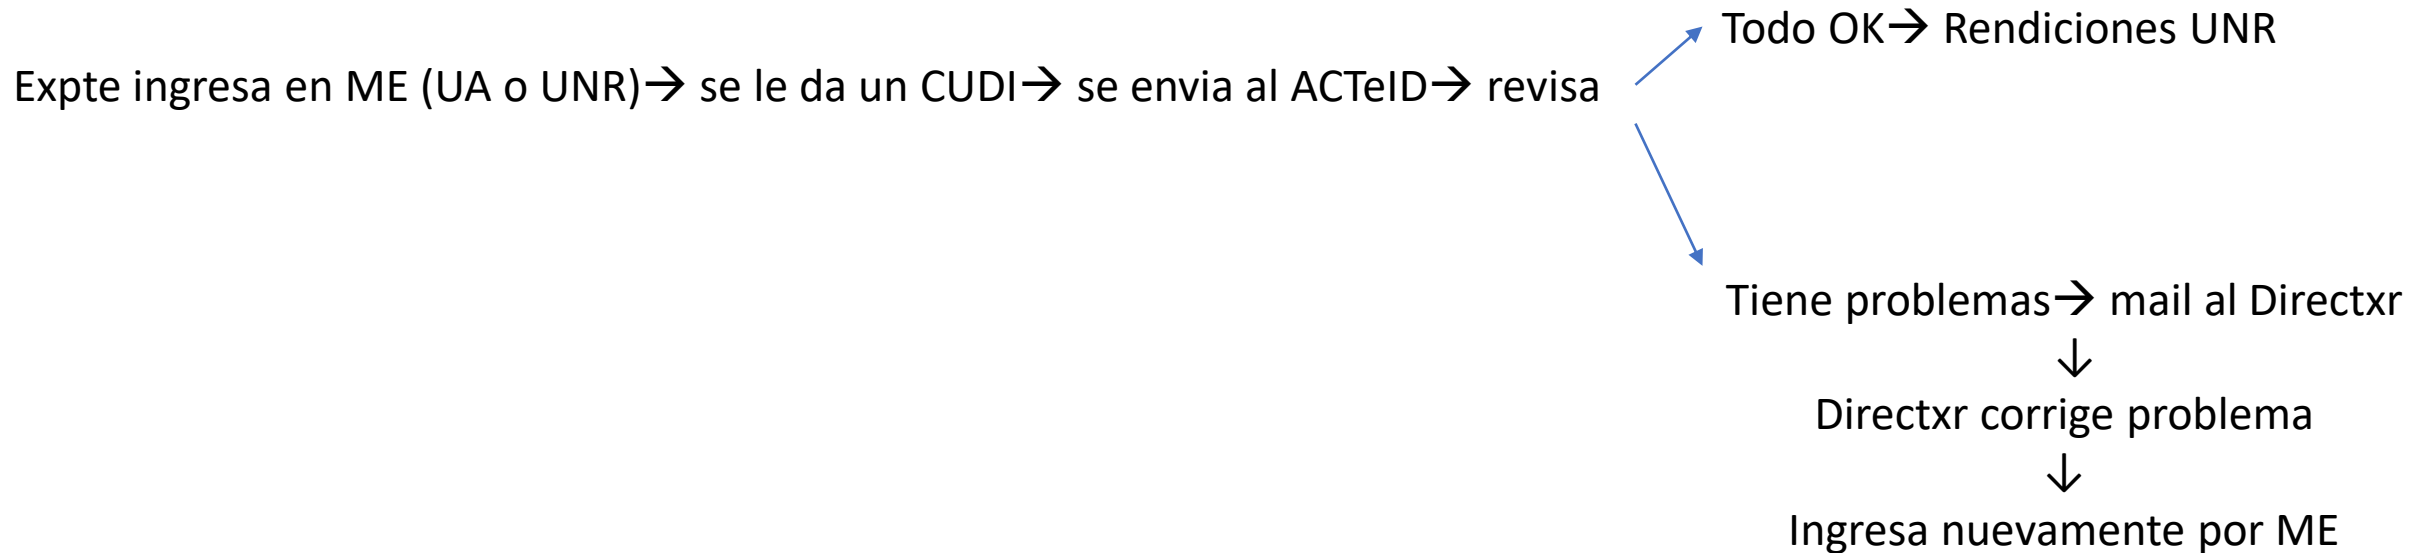 Todo OK→ Rendiciones UNR
Expte ingresa en ME (UA o UNR)→ se le da un CUDI→ se envia al ACTeID→ revisa
Tiene problemas→ mail al Directxr
↓
Directxr corrige problema
↓
Ingresa nuevamente por ME